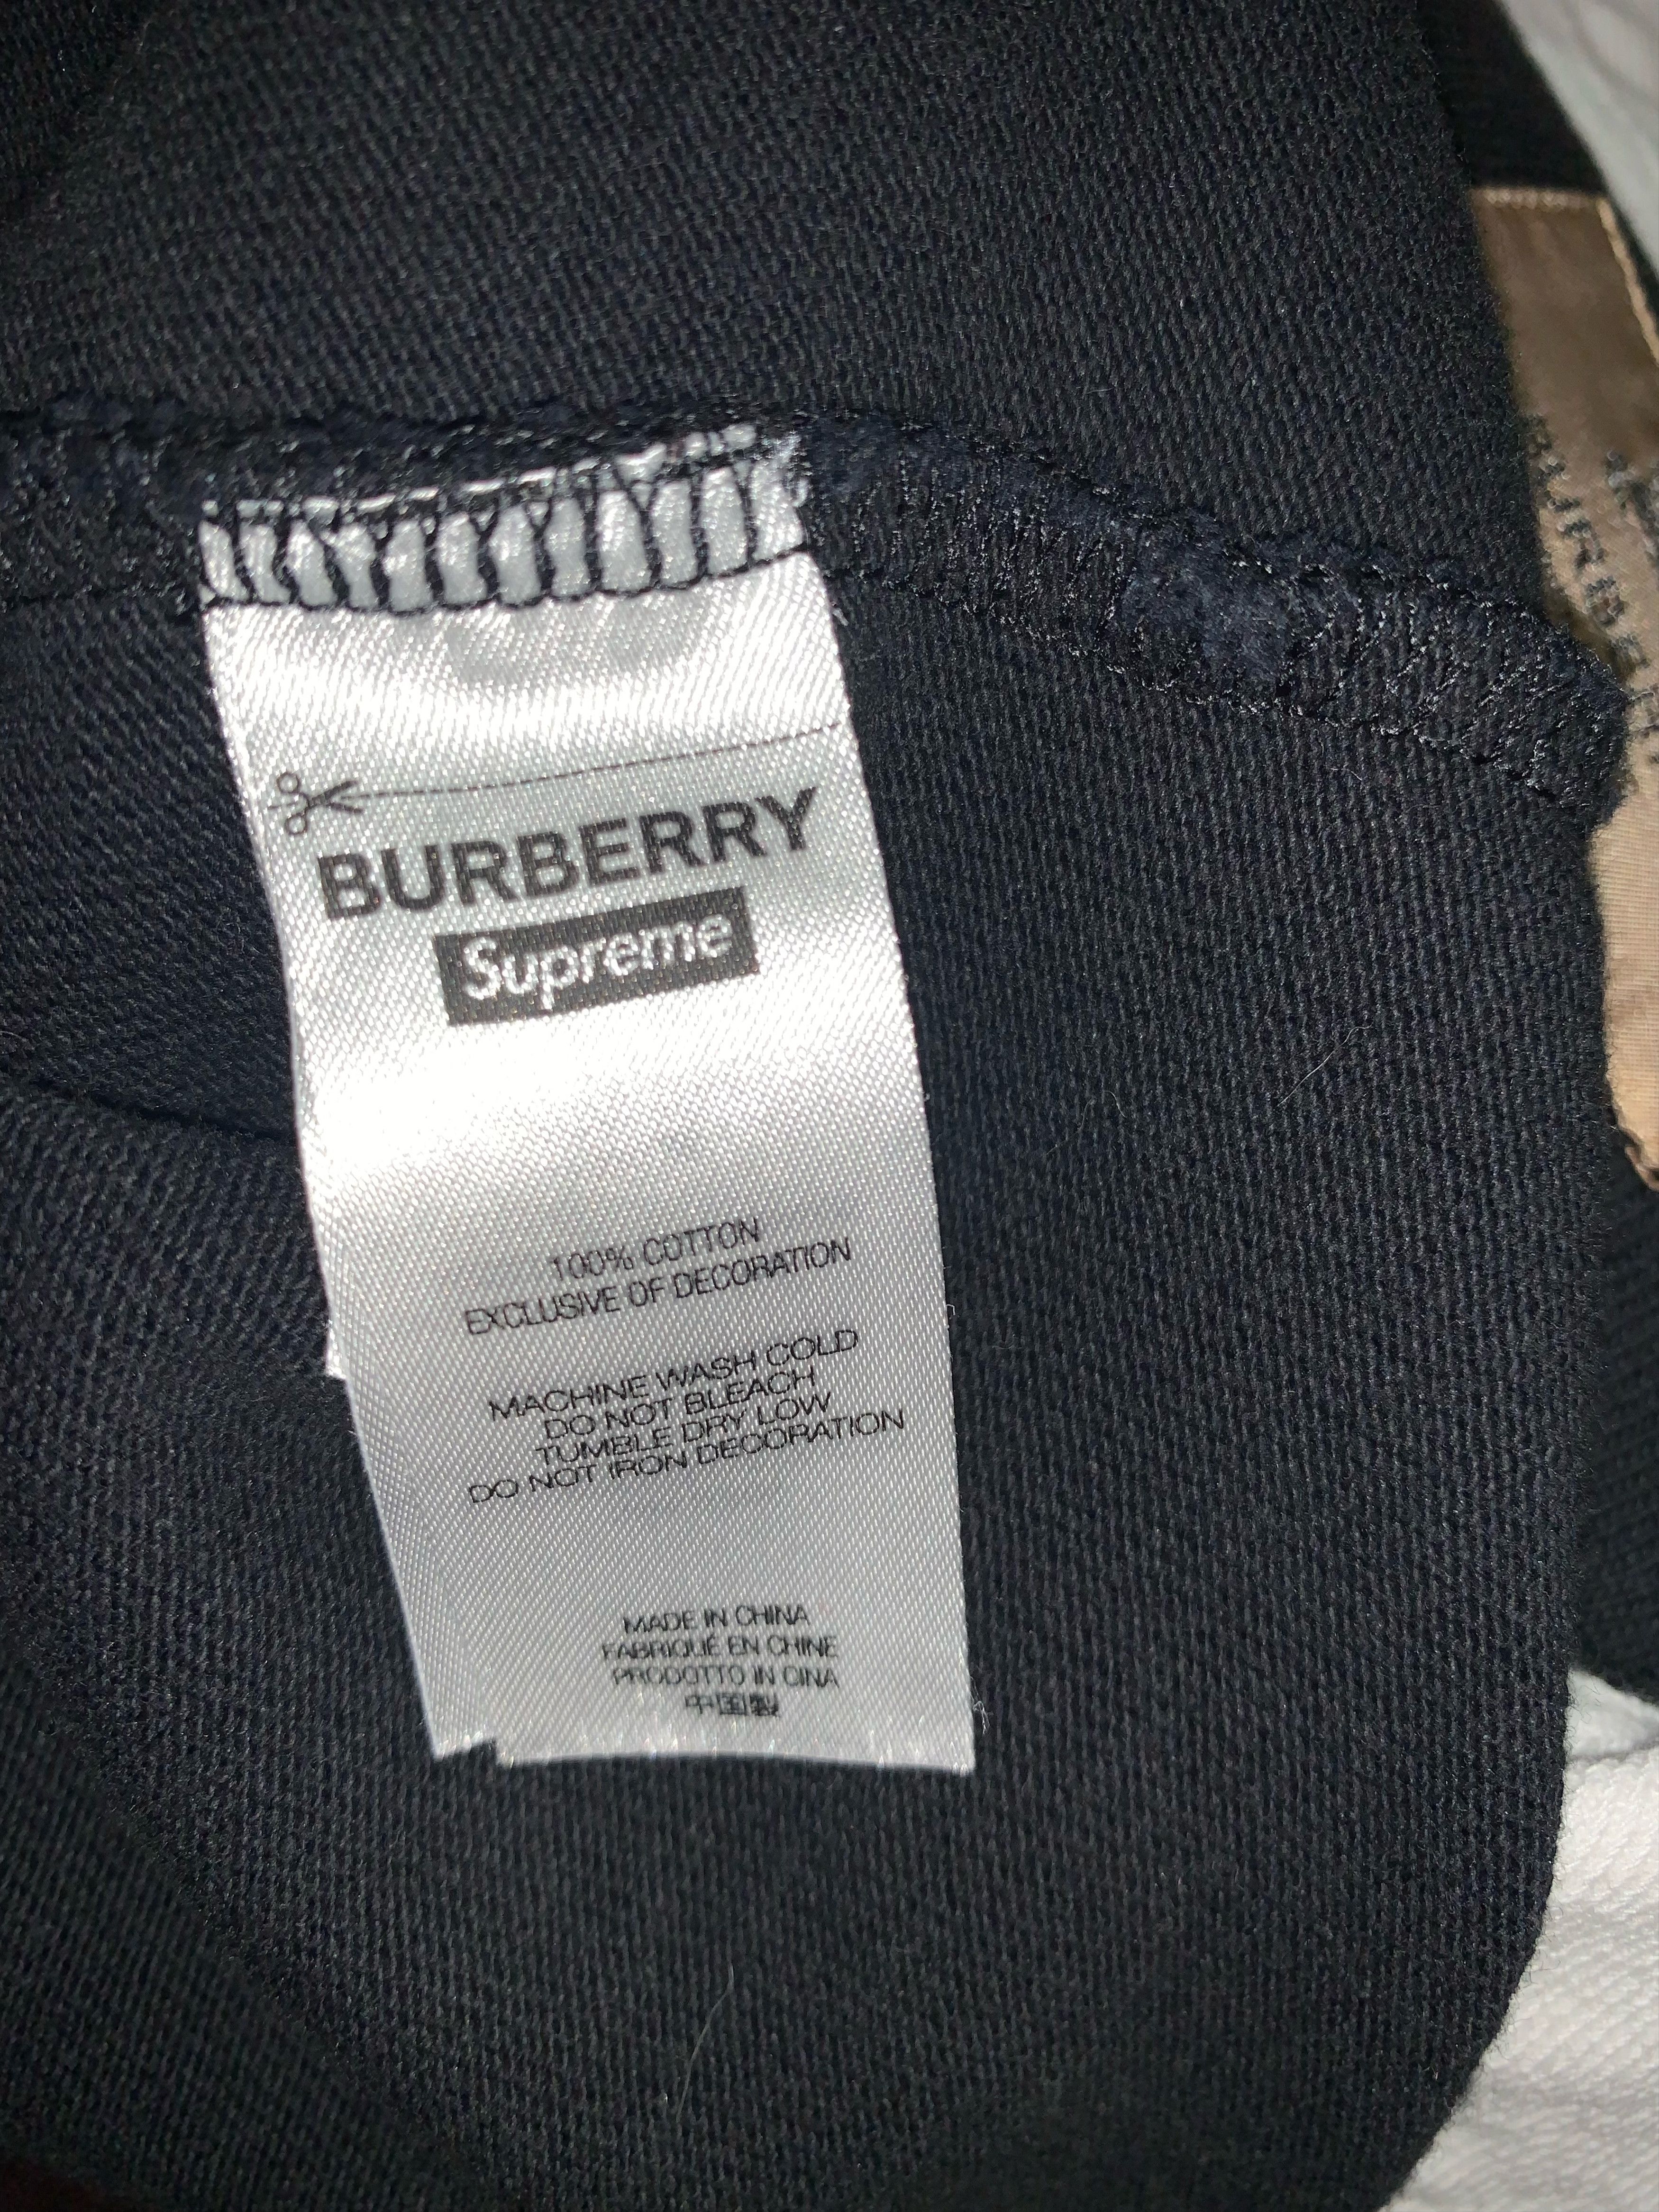 BURBERRY
Supreme
100% COTTON
EXCLUSIVE OF DECORATION
MACHINE WASH COLD
DO NOT BLEACH
TUMBLE DRY LOW
DO NOT IRON DECORATION
MADE IN CHINA
FABRIQUÉ EN CHINE
PRODOTTO IN CINA
中国製